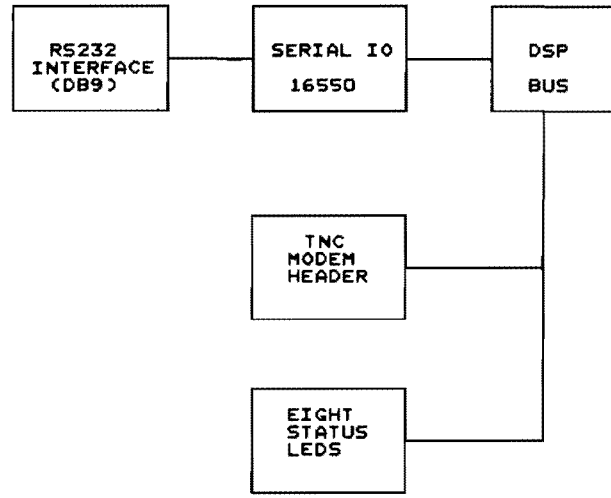 RS232
INTERFACE
(DB9)
SERIAL IO
16550
DSP
BUS
TNC
MODEM
HEADER
EIGHT
STATUS
LEDS